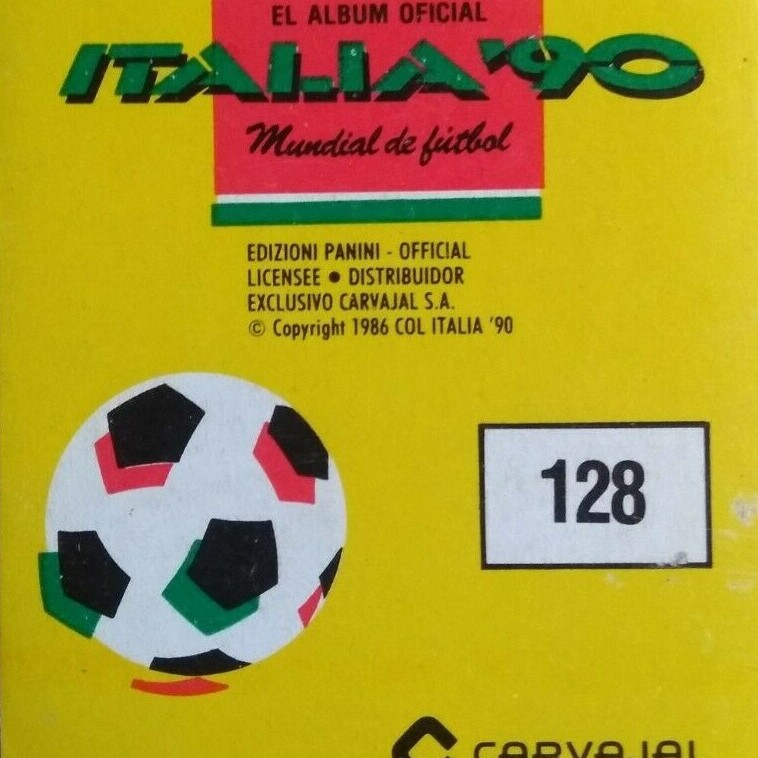 EL ALBUM OFICIAL
ITALIA '90
Mundial de fútbol
EDIZIONI PANINI - OFFICIAL
LICENSEE ● DISTRIBUIDOR
EXCLUSIVO CARVAJAL S.A.
© Copyright 1986 COL ITALIA '90
128
CARVAJAL